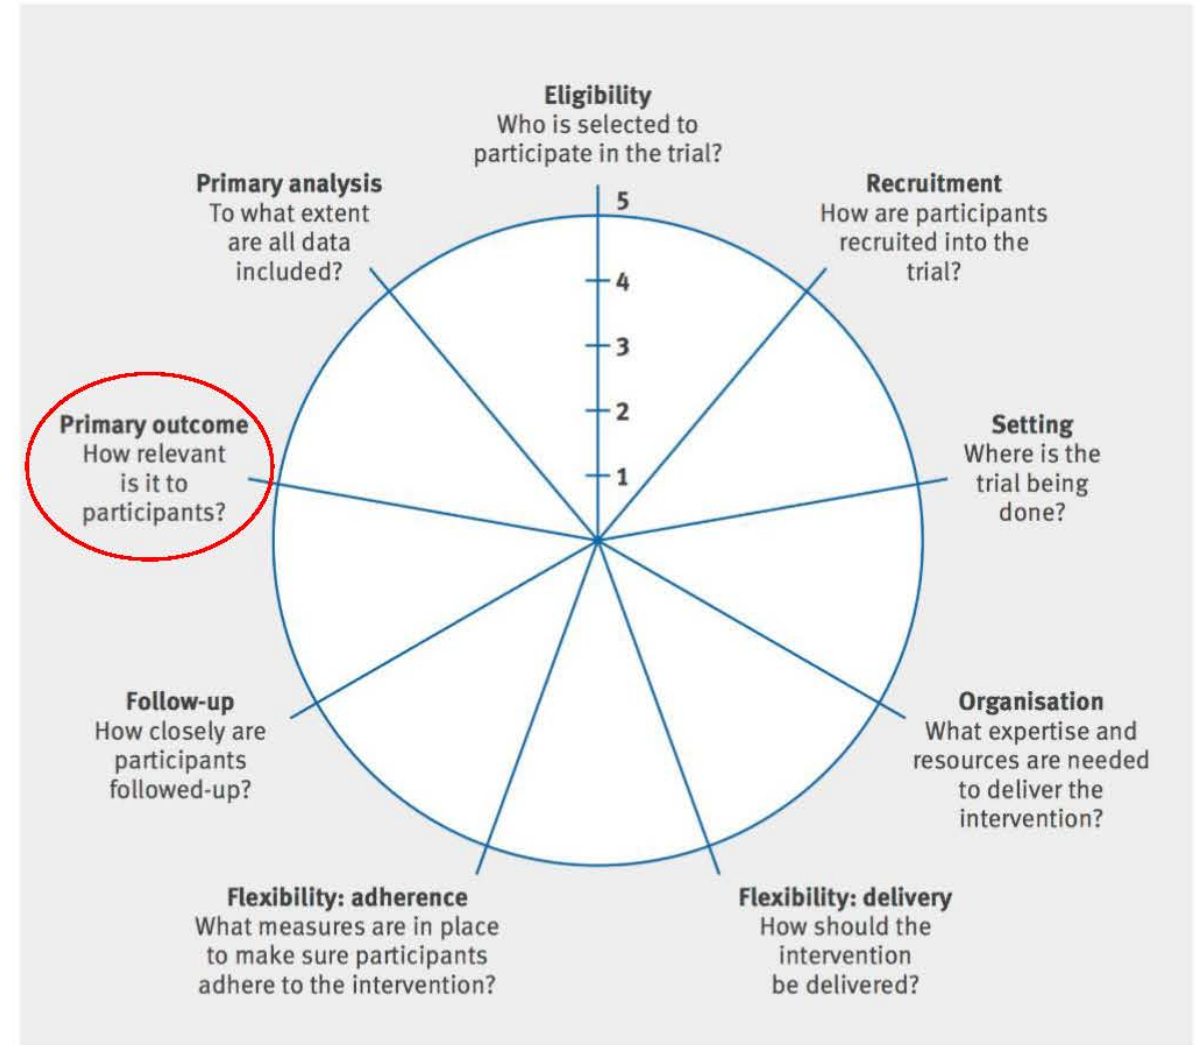 Eligibility
Who is selected to
participate in the trial?
Primary analysis
To what extent
are all data
included?
Recruitment
How are participants
recruited into the
trial?
5
4
3
2
1
Primary outcome
How relevant
is it to
participants?
Setting
Where is the
trial being
done?
Follow-up
How closely are
participants
followed-up?
Organisation
What expertise and
resources are needed
to deliver the
intervention?
Flexibility: adherence
What measures are in place
to make sure participants
adhere to the intervention?
Flexibility: delivery
How should the
intervention
be delivered?